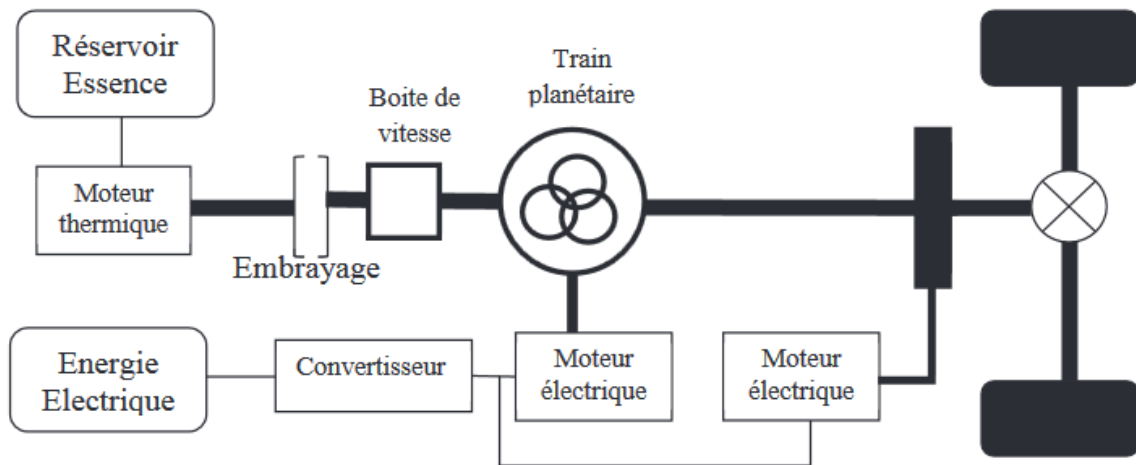 Réservoir
Essence
Train
planétaire
Boite de
vitesse
Moteur
thermique
Embrayage
Energie
Electrique
Convertisseur
Moteur
électrique
Moteur
électrique